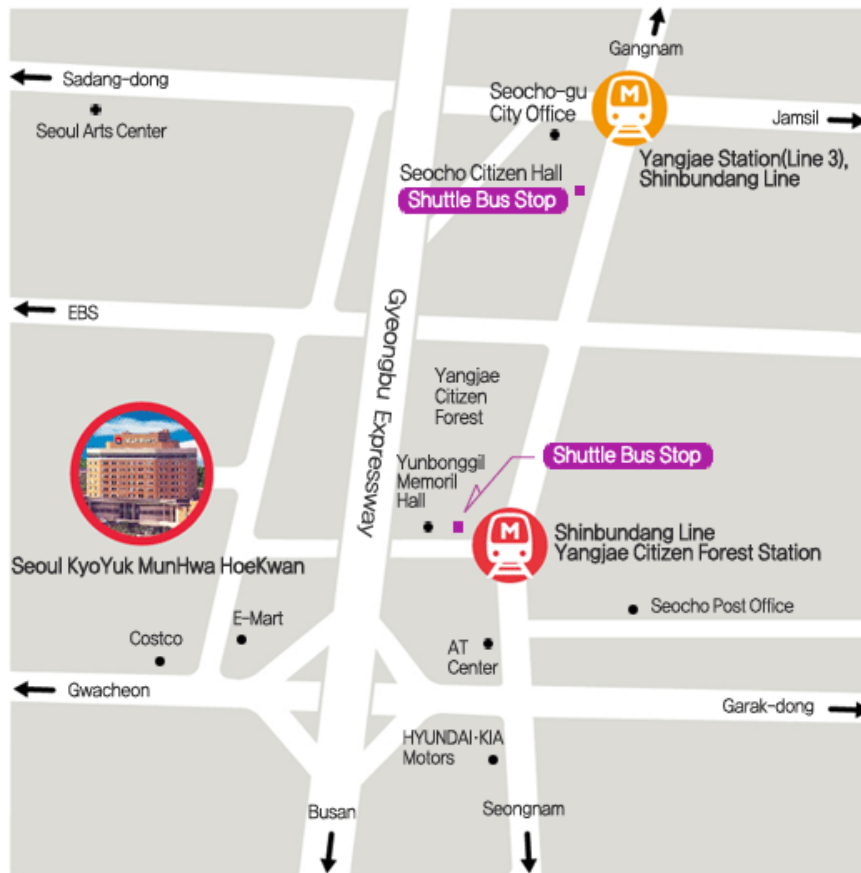 Gangnam
Sadang-dong
Seoul Arts Center
Seocho-gu
City Office
M
Jamsil
Yangjae Station(Line 3),
Shinbundang Line
Seocho Citizen Hall
Shuttle Bus Stop
EBS
Gyeongbu Expressway
Yangjae
Citizen
Forest
Yunbonggil
Memoril
Hall
Shuttle Bus Stop
M
Shinbundang Line
Yangjae Citizen Forest Station
Seoul KyoYuk MunHwa HoeKwan
Seocho Post Office
E-Mart
Costco
AT
Center
Gwacheon
Garak-dong
HYUNDAI·KIA
Motors
Busan
Seongnam